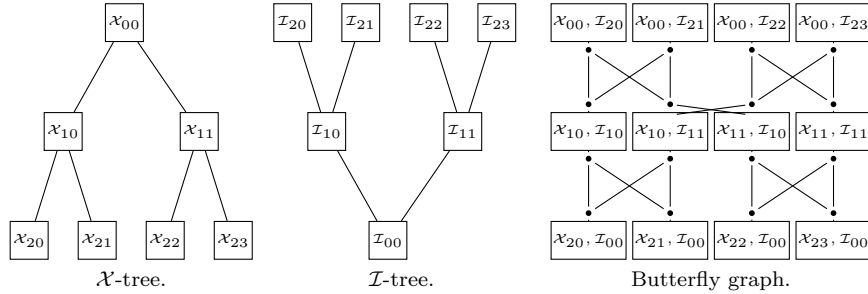 𝒳₀₀
ℐ₂₀ ℐ₂₁ ℐ₂₂ ℐ₂₃
𝒳₀₀, ℐ₂₀ 𝒳₀₀, ℐ₂₁ 𝒳₀₀, ℐ₂₂ 𝒳₀₀, ℐ₂₃
𝒳₁₀ 𝒳₁₁
ℐ₁₀ ℐ₁₁
𝒳₁₀, ℐ₁₀ 𝒳₁₀, ℐ₁₁ 𝒳₁₁, ℐ₁₀ 𝒳₁₁, ℐ₁₁
𝒳₂₀ 𝒳₂₁ 𝒳₂₂ 𝒳₂₃
ℐ₀₀
𝒳₂₀, ℐ₀₀ 𝒳₂₁, ℐ₀₀ 𝒳₂₂, ℐ₀₀ 𝒳₂₃, ℐ₀₀
𝒳-tree.
ℐ-tree.
Butterfly graph.